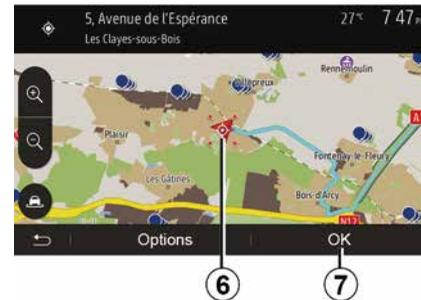 5, Avenue de l'Espérance
27°C 7 47
Les Clayes-sous-Bois
Rennemoulin
Villepreux
Plaisir
Fontenay-le-Fleury
Les Gâtines
Bois-d'Arcy
N12
Options
OK
6
7